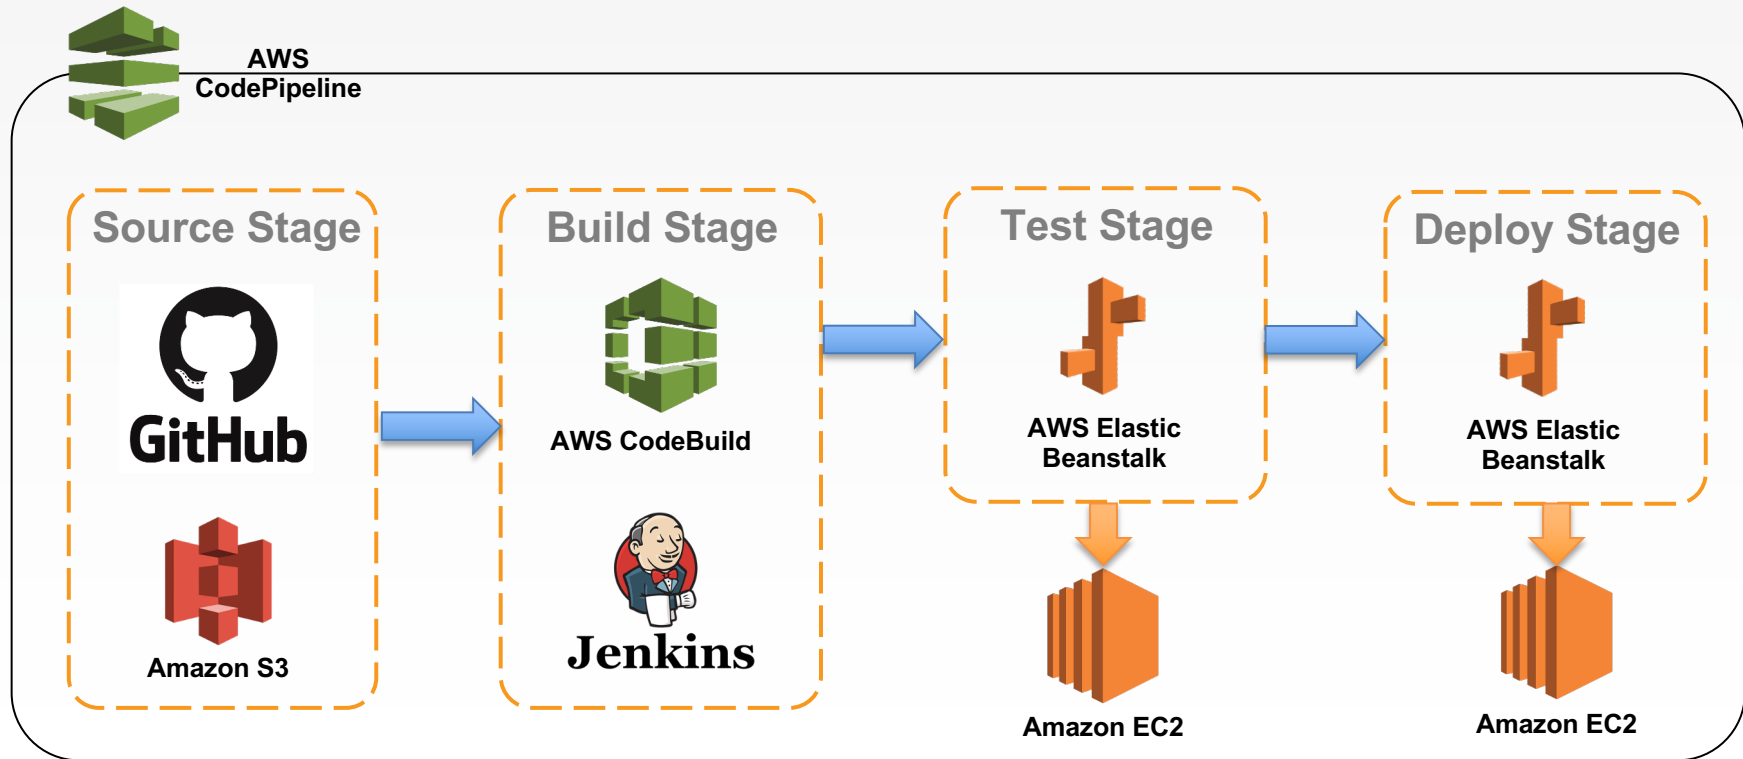 AWS
CodePipeline
Source Stage
GitHub
Amazon S3
Build Stage
AWS CodeBuild
Jenkins
Test Stage
AWS Elastic
Beanstalk
Amazon EC2
Deploy Stage
AWS Elastic
Beanstalk
Amazon EC2